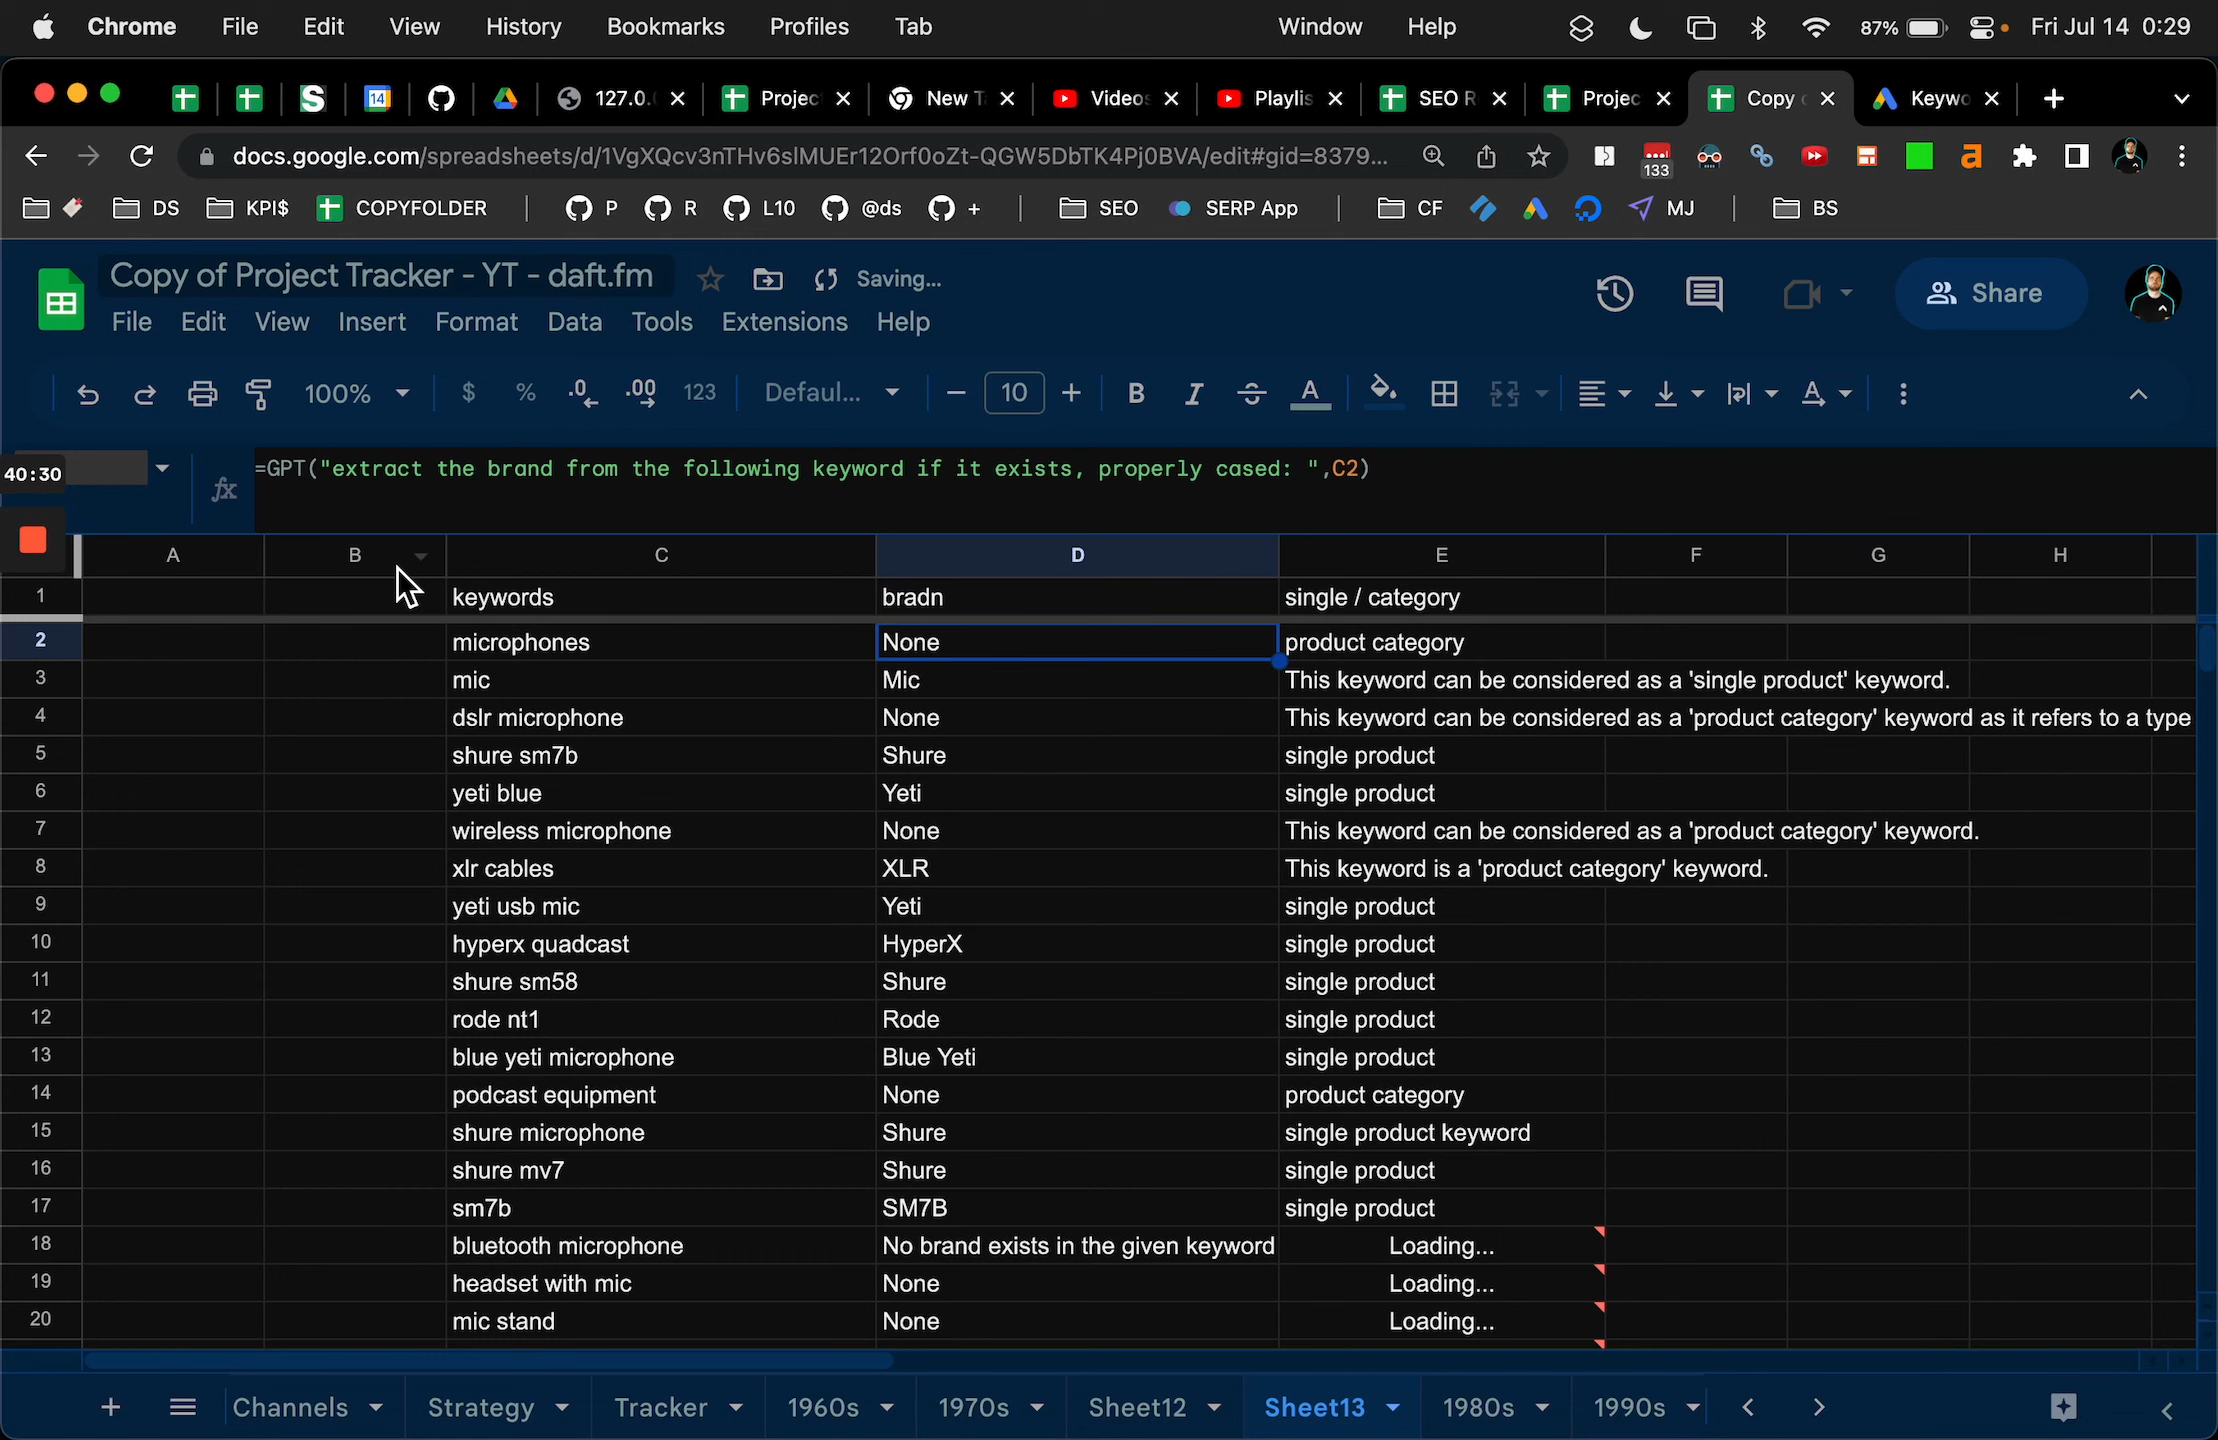 Chrome File Edit View History Bookmarks Profiles Tab Window Help 87% Fri Jul 14 0:29
14 127.0. Projec New T Videos Playlis SEO R Projec Copy Keywo
docs.google.com/spreadsheets/d/1VgXQcv3nTHv6slMUEr12Orf0oZt-QGW5DbTK4Pj0BVA/edit#gid=8379... 133 a
DS KPI$ COPYFOLDER P R L10 @ds + SEO SERP App CF MJ BS
Copy of Project Tracker - YT - daft.fm Saving... Share
File Edit View Insert Format Data Tools Extensions Help
100% $ % .0 .00 123 Defaul... 10 B I A A
40:30 fx =GPT("extract the brand from the following keyword if it exists, properly cased: ",C2)
A B C D E F G H
1 keywords bradn single / category
2 microphones None product category
3 mic Mic This keyword can be considered as a 'single product' keyword.
4 dslr microphone None This keyword can be considered as a 'product category' keyword as it refers to a type
5 shure sm7b Shure single product
6 yeti blue Yeti single product
7 wireless microphone None This keyword can be considered as a 'product category' keyword.
8 xlr cables XLR This keyword is a 'product category' keyword.
9 yeti usb mic Yeti single product
10 hyperx quadcast HyperX single product
11 shure sm58 Shure single product
12 rode nt1 Rode single product
13 blue yeti microphone Blue Yeti single product
14 podcast equipment None product category
15 shure microphone Shure single product keyword
16 shure mv7 Shure single product
17 sm7b SM7B single product
18 bluetooth microphone No brand exists in the given keyword Loading...
19 headset with mic None Loading...
20 mic stand None Loading...
+ Channels Strategy Tracker 1960s 1970s Sheet12 Sheet13 1980s 1990s